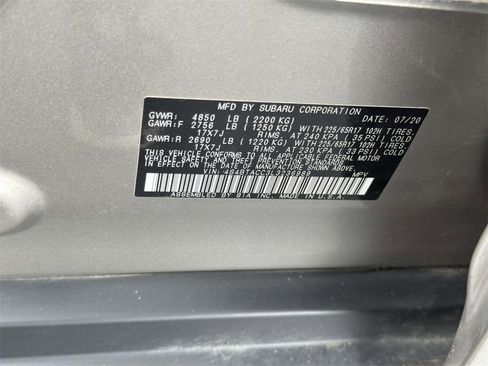 MFD BY SUBARU CORPORATION DATE: 07/20
GVWR: 4850 LB (2200 KG)
GAWR:F 2756 LB (1250 KG) WITH 225/65R17 102H TIRES,
17X7J RIMS, AT 240 KPA (35 PSI) COLD
GAWR:R 2690 LB (1220 KG) WITH 225/65R17 102H TIRES,
17X7J RIMS, AT 230 KPA (33 PSI) COLD
THIS VEHICLE CONFORMS TO ALL APPLICABLE FEDERAL MOTOR
VEHICLE SAFETY, BUMPER, AND THEFT PREVENTION STANDARDS
IN EFFECT ON THE DATE OF MANUFACTURE SHOWN ABOVE.
VIN: 4S4BTACC3L3236989 MPV
ASSEMBLED BY SIA INC. IN U.S.A.